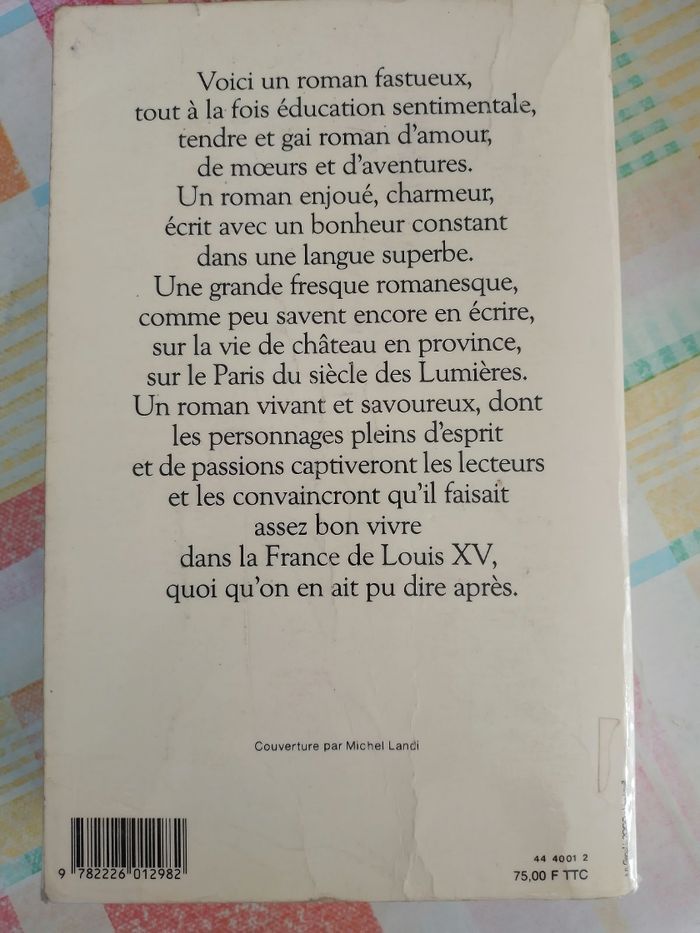 Voici un roman fastueux,
tout à la fois éducation sentimentale,
tendre et gai roman d'amour,
de mœurs et d'aventures.
Un roman enjoué, charmeur,
écrit avec un bonheur constant
dans une langue superbe.
Une grande fresque romanesque,
comme peu savent encore en écrire,
sur la vie de château en province,
sur le Paris du siècle des Lumières.
Un roman vivant et savoureux, dont
les personnages pleins d'esprit
et de passions captiveront les lecteurs
et les convaincront qu'il faisait
assez bon vivre
dans la France de Louis XV,
quoi qu'on en ait pu dire après.
Couverture par Michel Landi
44 4001 2
75,00 F TTC
9 782226 012982